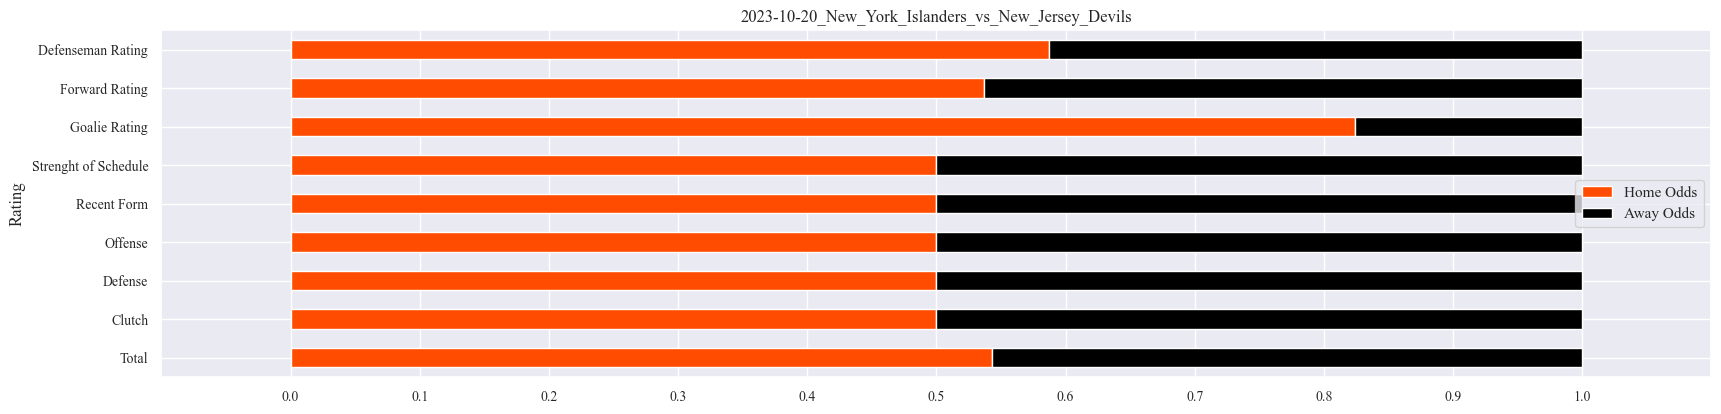 2023-10-20_New_York_Islanders_vs_New_Jersey_Devils
Rating
Defenseman Rating
Forward Rating
Goalie Rating
Strenght of Schedule
Recent Form
Offense
Defense
Clutch
Total
Home Odds
Away Odds
0.0 0.1 0.2 0.3 0.4 0.5 0.6 0.7 0.8 0.9 1.0